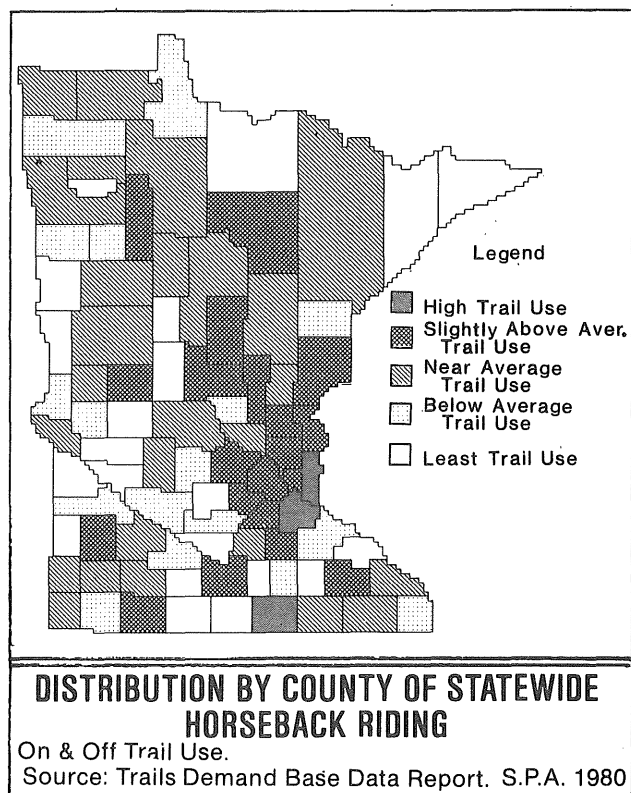 Legend
High Trail Use
Slightly Above Aver.
Trail Use
Near Average
Trail Use
Below Average
Trail Use
Least Trail Use
DISTRIBUTION BY COUNTY OF STATEWIDE
HORSEBACK RIDING
On & Off Trail Use.
Source: Trails Demand Base Data Report. S.P.A. 1980